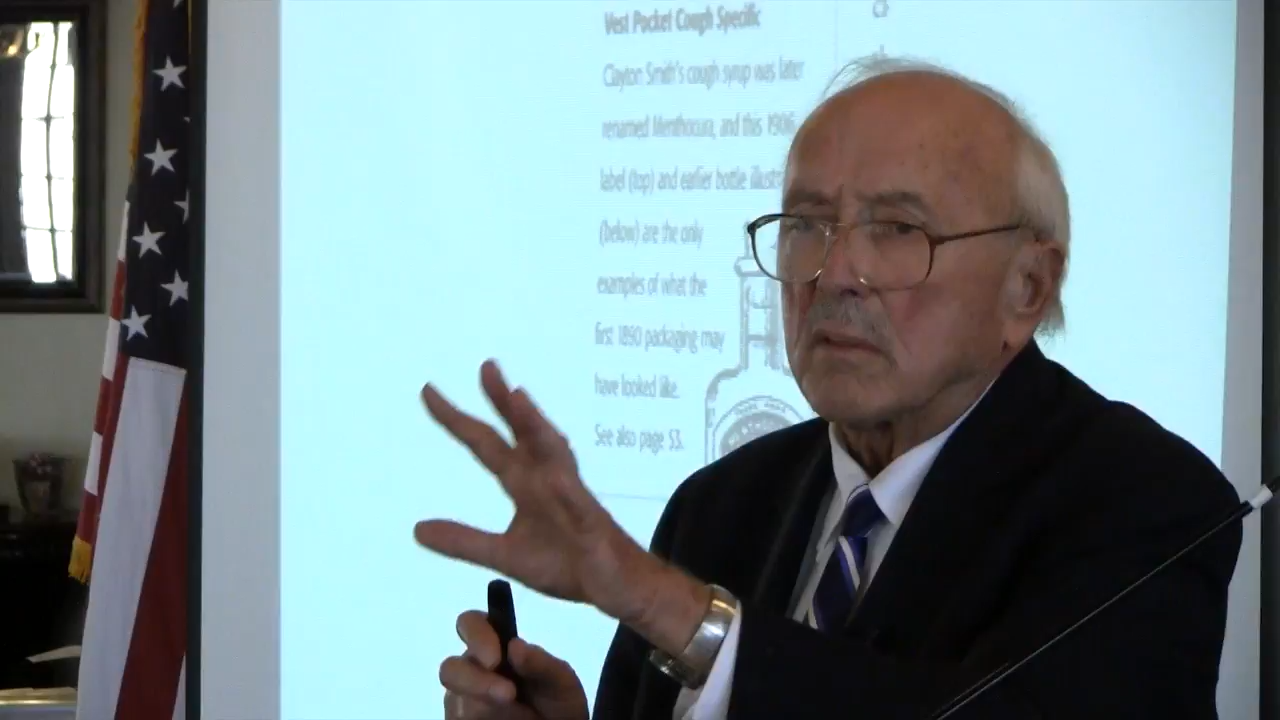 Vest Pocket Cough Specific
Clayton Smith's cough syrup was later
renamed Menthocura, and this 1906
label (top) and earlier bottle
(below) are the only
examples of what the
first 1890 packaging may
have looked like.
See also page 53.